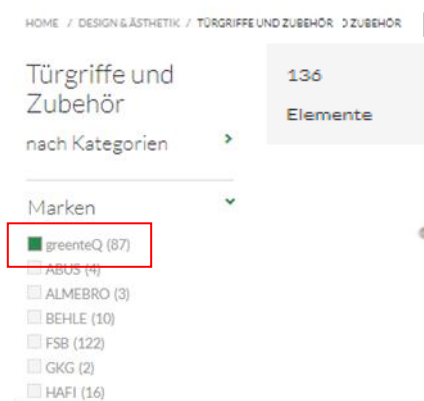 HOME / DESIGN & ÄSTHETIK / TÜRGRIFFE UND ZUBEHÖR ZUBEHÖR
Türgriffe und
Zubehör
nach Kategorien
Marken
greenteQ (87)
ABUS (4)
ALMEBRO (3)
BEHLE (10)
FSB (122)
GKG (2)
HAFI (16)
136
Elemente